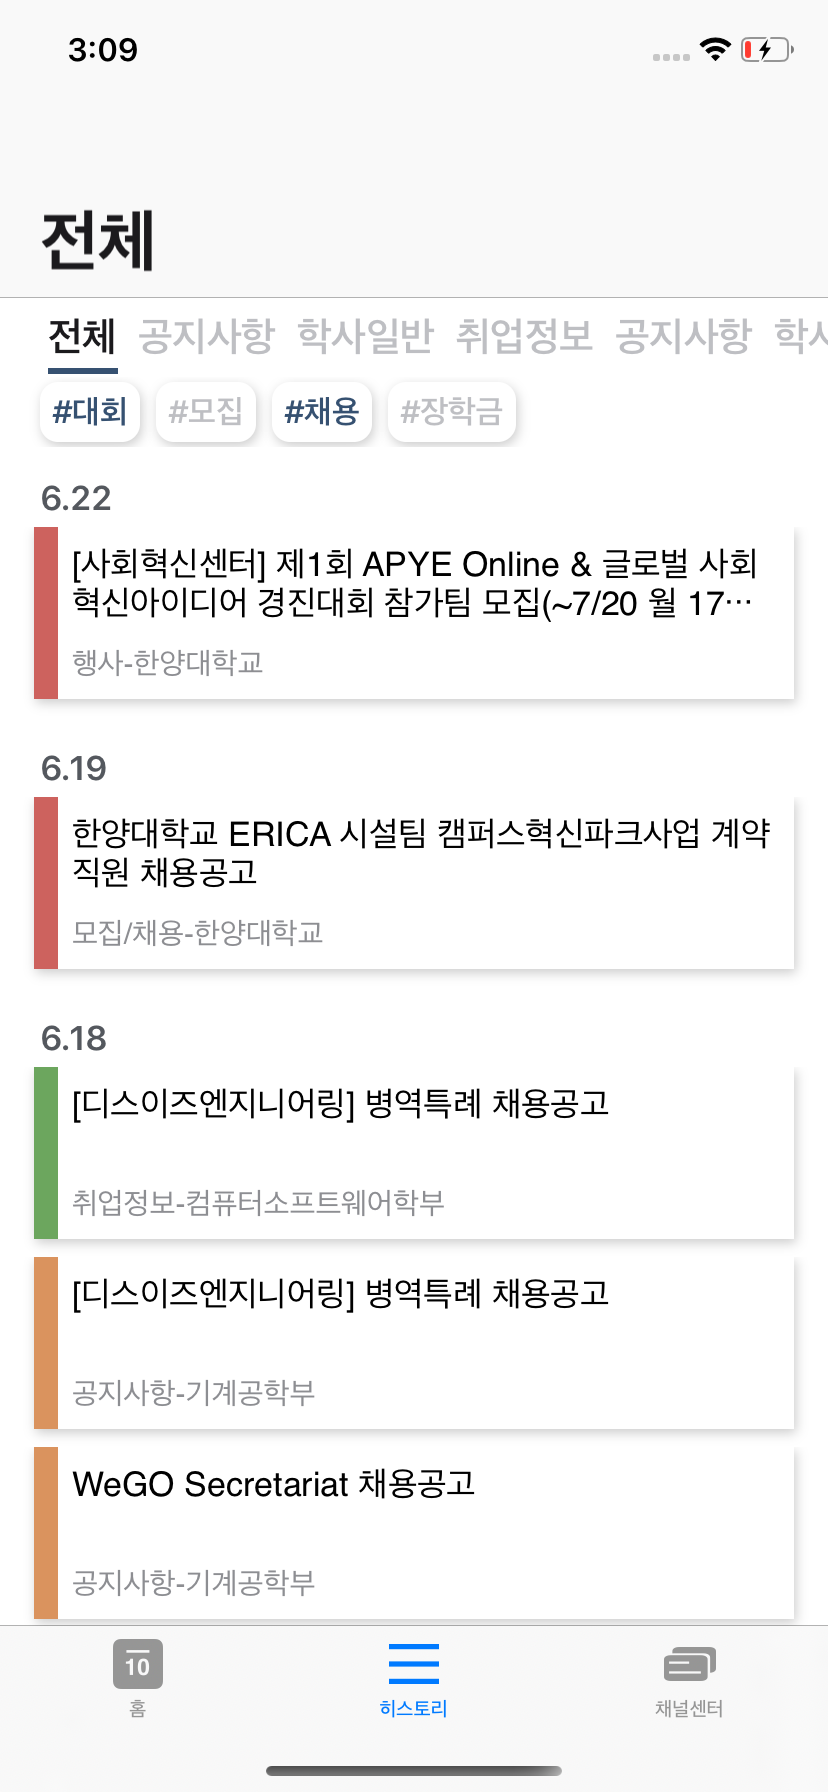 3:09
전체
전체 공지사항 학사일반 취업정보 공지사항
#대회 #모집 #채용 #장학금
6.22
[사회혁신센터] 제1회 APYE Online & 글로벌 사회
혁신아이디어 경진대회 참가팀 모집(~7/20 월 17…
행사-한양대학교
6.19
한양대학교 ERICA 시설팀 캠퍼스혁신파크사업 계약
직원 채용공고
모집/채용-한양대학교
6.18
[디스이즈엔지니어링] 병역특례 채용공고
취업정보-컴퓨터소프트웨어학부
[디스이즈엔지니어링] 병역특례 채용공고
공지사항-기계공학부
WeGO Secretariat 채용공고
공지사항-기계공학부
10
홈 히스토리 채널센터